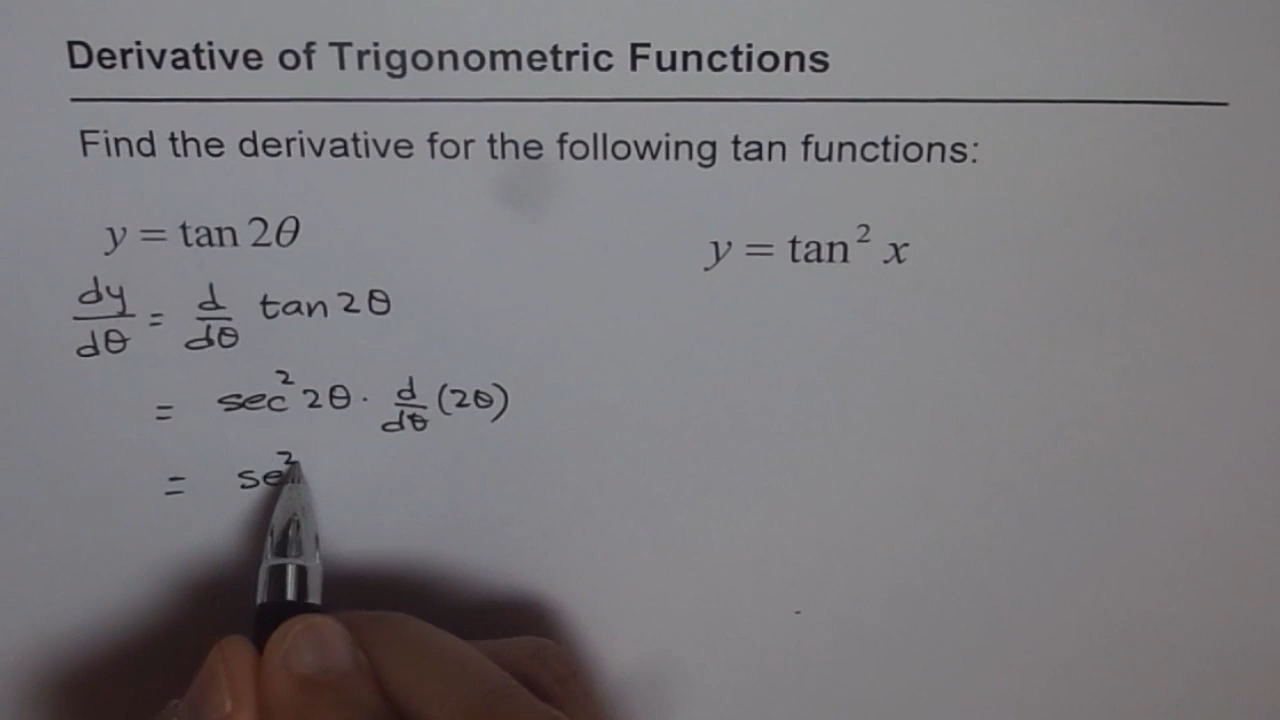 Derivative of Trigonometric Functions
Find the derivative for the following tan functions:
y = tan 2θ
dy/dθ = d/dθ tan 2θ
= sec² 2θ · d/dθ (2θ)
= se²
y = tan² x